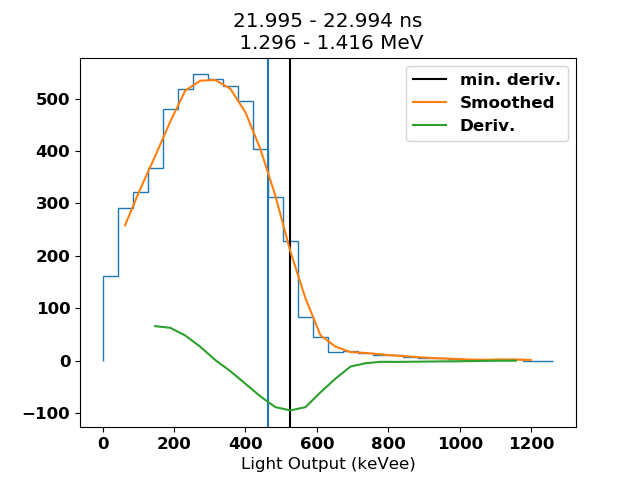 21.995 - 22.994 ns
1.296 - 1.416 MeV
min. deriv.
Smoothed
Deriv.
500
400
300
200
100
0
−100
0 200 400 600 800 1000 1200
Light Output (keVee)